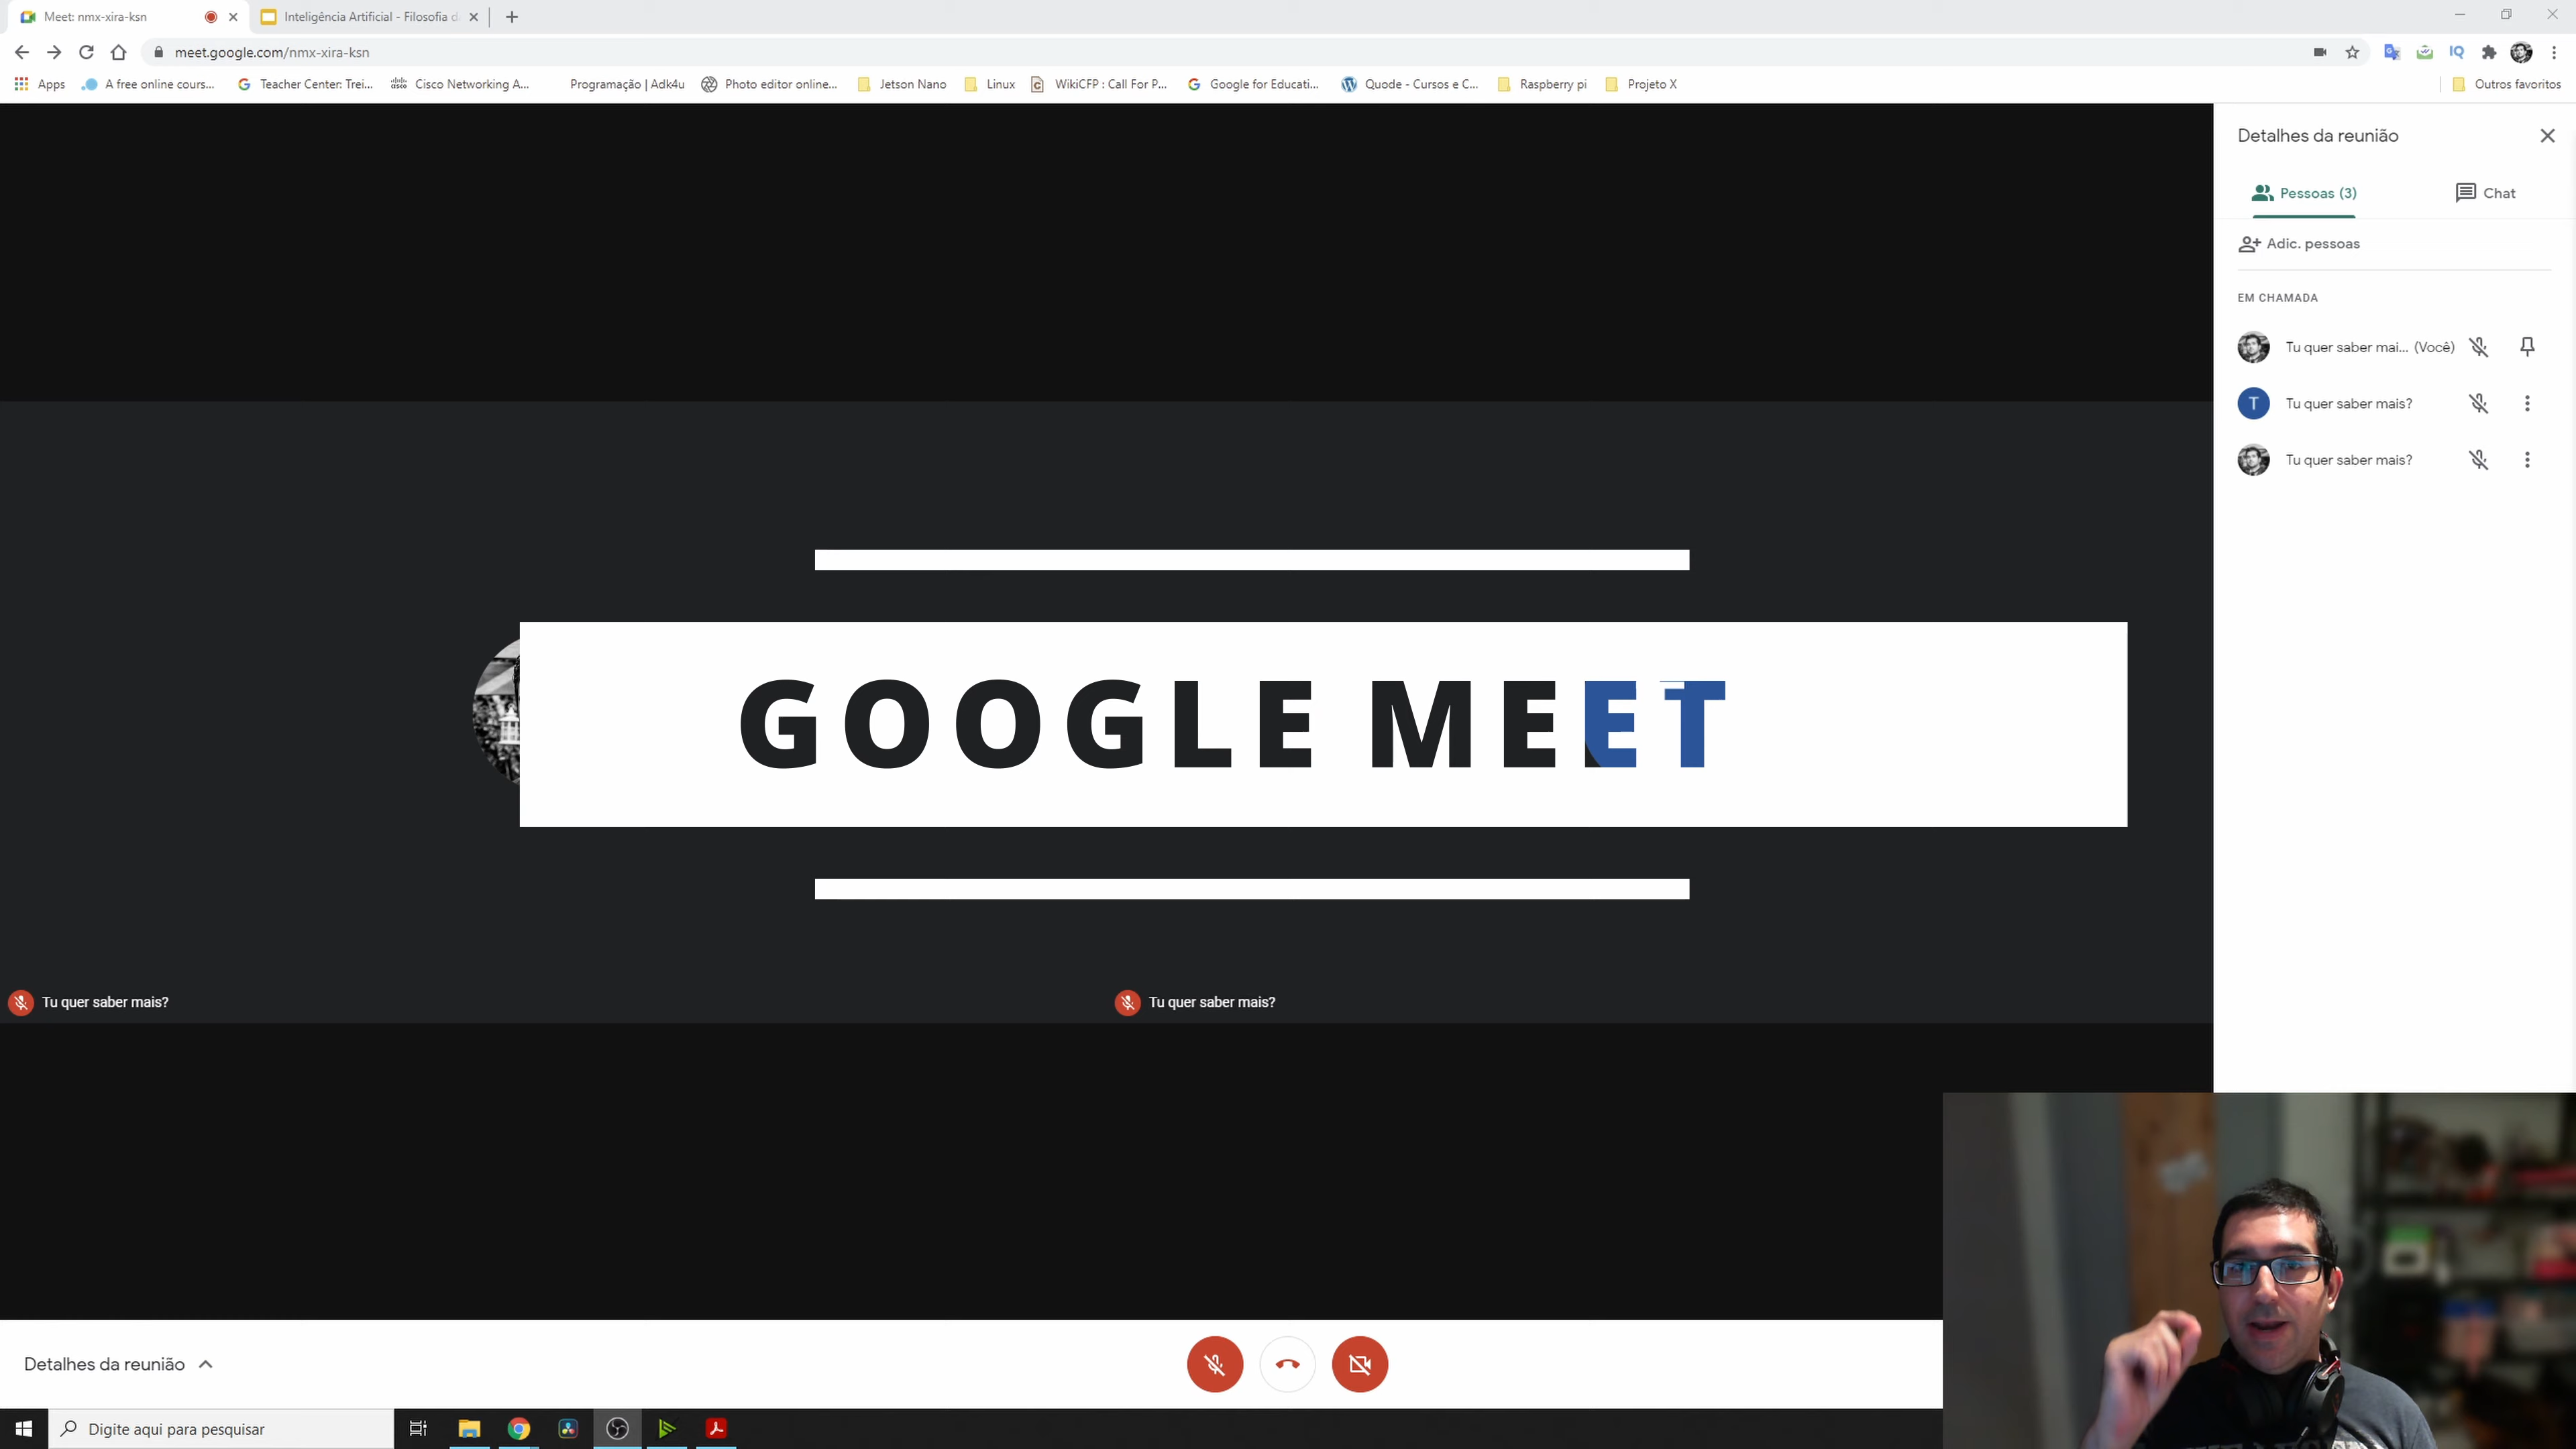 Meet: nmx-xira-ksn
Inteligência Artificial - Filosofia d
meet.google.com/nmx-xira-ksn
IQ
Apps
A free online cours...
Teacher Center: Trei...
Cisco Networking A...
Programação | Adk4u
Photo editor online...
Jetson Nano
Linux
WikiCFP : Call For P...
Google for Educati...
Quode - Cursos e C...
Raspberry pi
Projeto X
Outros favoritos
Detalhes da reunião
Pessoas (3)
Chat
Adic. pessoas
EM CHAMADA
Tu quer saber mai... (Você)
T
Tu quer saber mais?
Tu quer saber mais?
GOOGLE MEET
Tu quer saber mais?
Tu quer saber mais?
Detalhes da reunião
Digite aqui para pesquisar